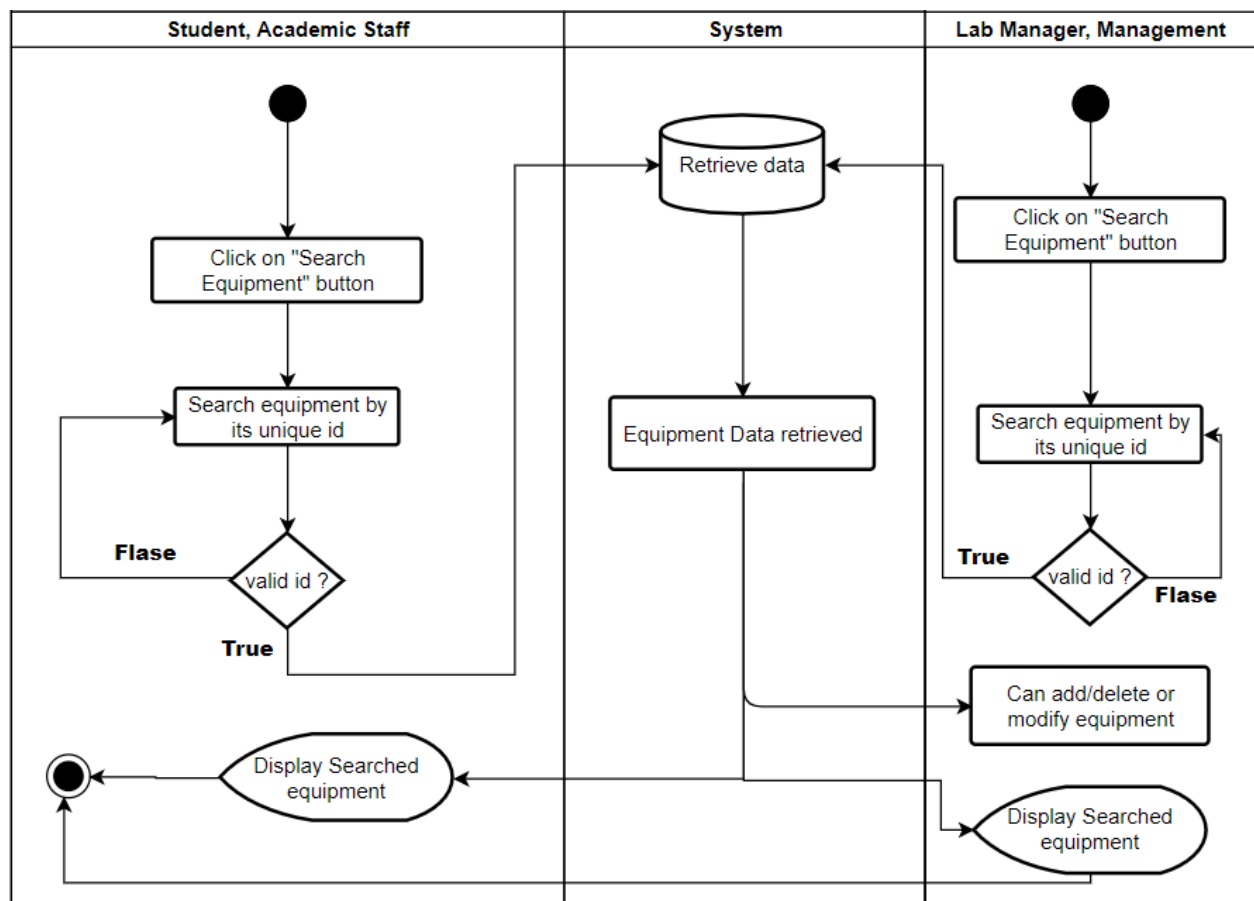 Student, Academic Staff
System
Lab Manager, Management
Retrieve data
Click on "Search
Equipment" button
Click on "Search
Equipment" button
Search equipment by
its unique id
Equipment Data retrieved
Search equipment by
its unique id
Flase
valid id ?
True
True
valid id ?
Flase
Can add/delete or
modify equipment
Display Searched
equipment
Display Searched
equipment